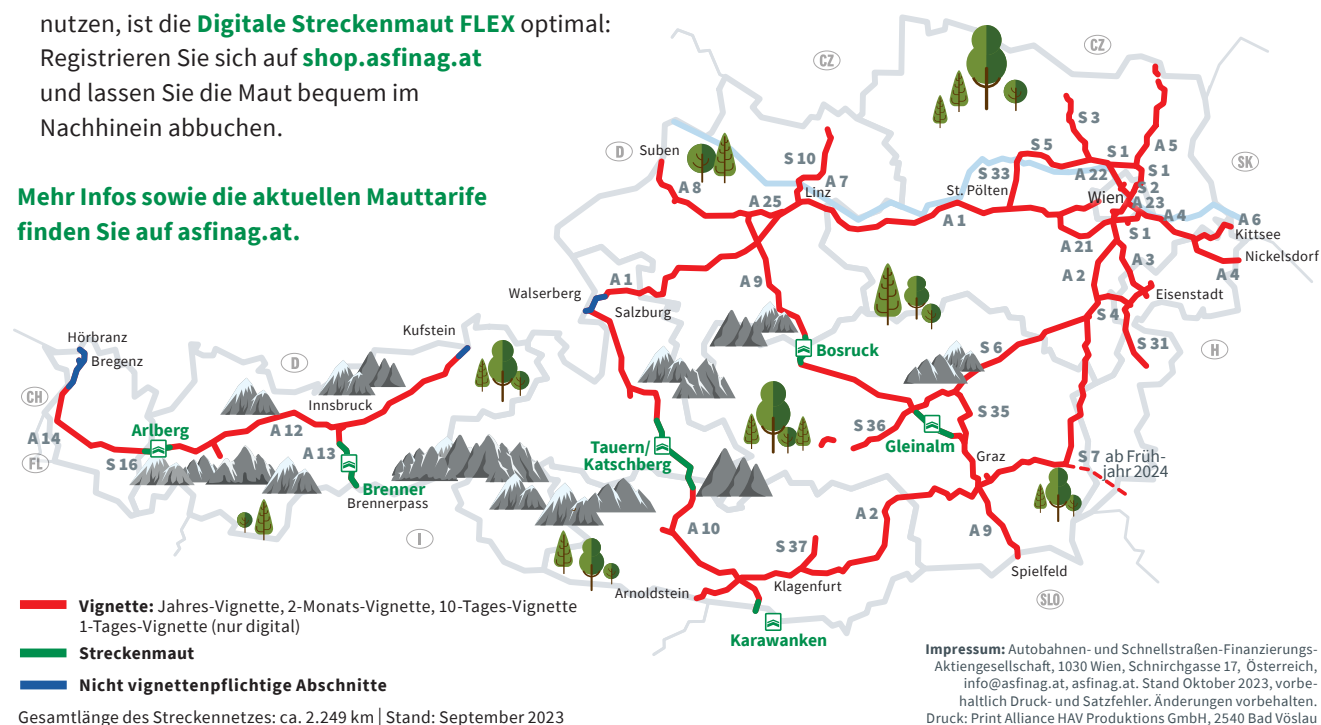 nutzen, ist die Digitale Streckenmaut FLEX optimal:
Registrieren Sie sich auf shop.asfinag.at
und lassen Sie die Maut bequem im
Nachhinein abbuchen.
Mehr Infos sowie die aktuellen Mauttarife
finden Sie auf asfinag.at.
CZ
CZ
D
Suben
S 10
S 3
S 5
S 1
A 5
SK
A 8
A 7
Linz
S 33
St. Pölten
A 22
S 1
S 2
Wien
A 23
A 25
A 1
A 4
A 6
Kittsee
A 21
S 1
A 3
Nickelsdorf
A 4
A 1
A 9
A 2
Walserberg
Salzburg
Eisenstadt
S 4
Hörbranz
Bregenz
Kufstein
D
Bosruck
S 6
S 31
H
CH
Innsbruck
A 14
Arlberg
A 12
S 36
S 35
FL
S 16
A 13
Tauern/
Katschberg
Gleinalm
Graz
S 7 ab Früh-
jahr 2024
Brenner
Brennerpass
A 10
A 2
A 9
I
S 37
Spielfeld
Arnoldstein
Klagenfurt
SLO
Karawanken
Vignette: Jahres-Vignette, 2-Monats-Vignette, 10-Tages-Vignette
1-Tages-Vignette (nur digital)
Streckenmaut
Nicht vignettenpflichtige Abschnitte
Gesamtlänge des Streckennetzes: ca. 2.249 km | Stand: September 2023
Impressum: Autobahnen- und Schnellstraßen-Finanzierungs-
Aktiengesellschaft, 1030 Wien, Schnirchgasse 17, Österreich,
info@asfinag.at, asfinag.at. Stand Oktober 2023, vorbe-
haltlich Druck- und Satzfehler. Änderungen vorbehalten.
Druck: Print Alliance HAV Produktions GmbH, 2540 Bad Vöslau